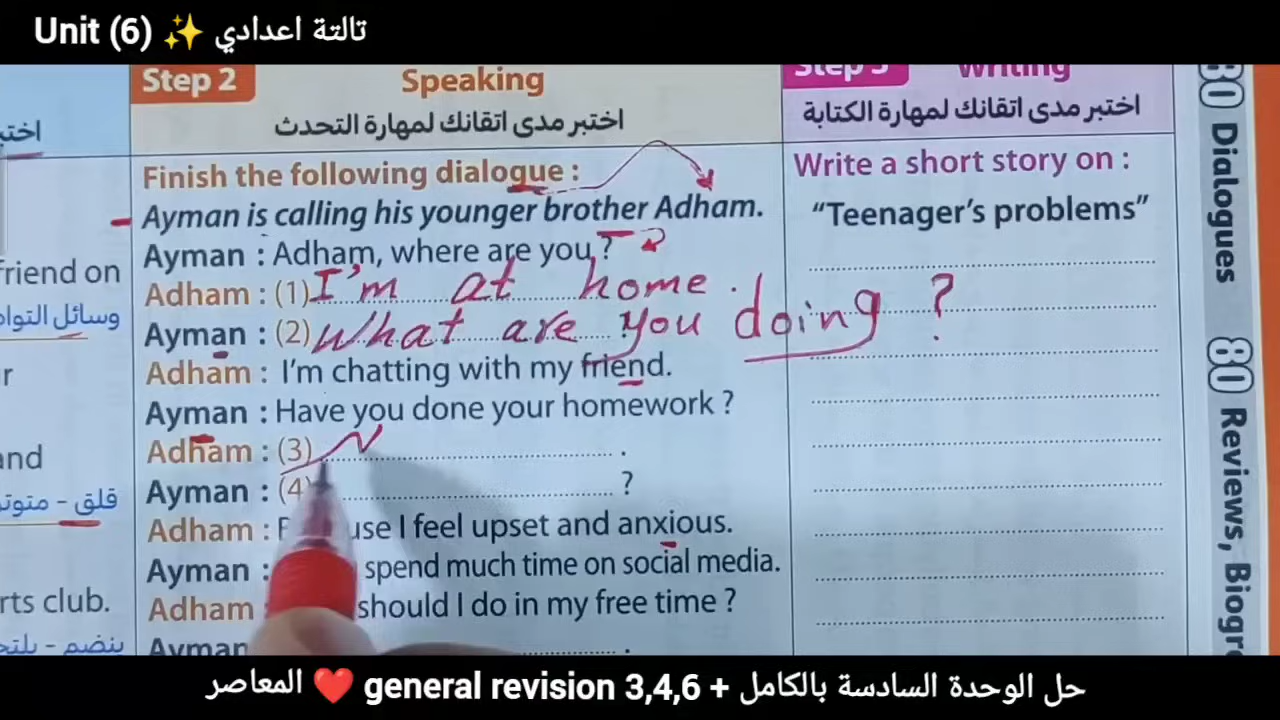 Unit (6) ✨ تالتة اعدادي
Step 2 Speaking
اختبر مدى اتقانك لمهارة التحدث
Finish the following dialogue :
Ayman is calling his younger brother Adham.
Ayman : Adham, where are you ?
Adham : (1) I'm at home .
Ayman : (2) What are you doing ?
Adham : I'm chatting with my friend.
Ayman : Have you done your homework ?
Adham : (3) .
Ayman : (4) ?
Adham : I feel upset and anxious.
Ayman : spend much time on social media.
Adham should I do in my free time ?
Ayman .
Writing
اختبر مدى اتقانك لمهارة الكتابة
Write a short story on :
“Teenager’s problems”
friend on
وسائل
and
قلق -
rts club.
ينضم -
Dialogues
80 Reviews,
حل الوحدة السادسة بالكامل + general revision 3,4,6 ❤️ المعاصر